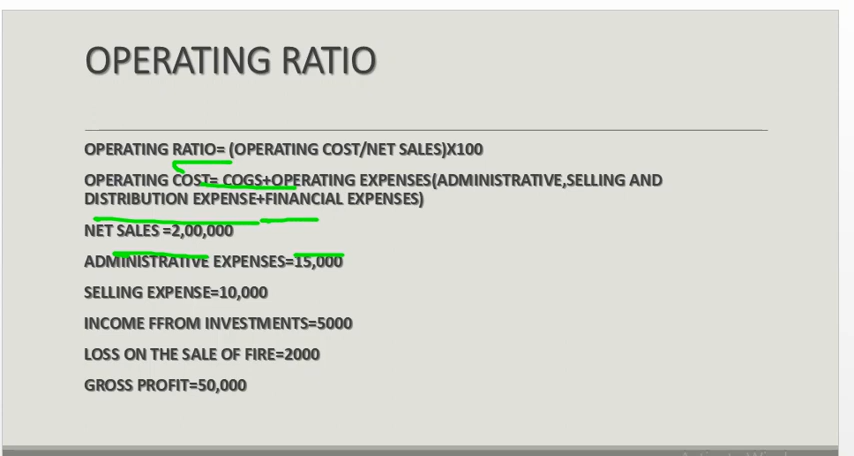 OPERATING RATIO
OPERATING RATIO= (OPERATING COST/NET SALES)X100
OPERATING COST= COGS+OPERATING EXPENSES(ADMINISTRATIVE,SELLING AND
DISTRIBUTION EXPENSE+FINANCIAL EXPENSES)
NET SALES =2,00,000
ADMINISTRATIVE EXPENSES=15,000
SELLING EXPENSE=10,000
INCOME FFROM INVESTMENTS=5000
LOSS ON THE SALE OF FIRE=2000
GROSS PROFIT=50,000